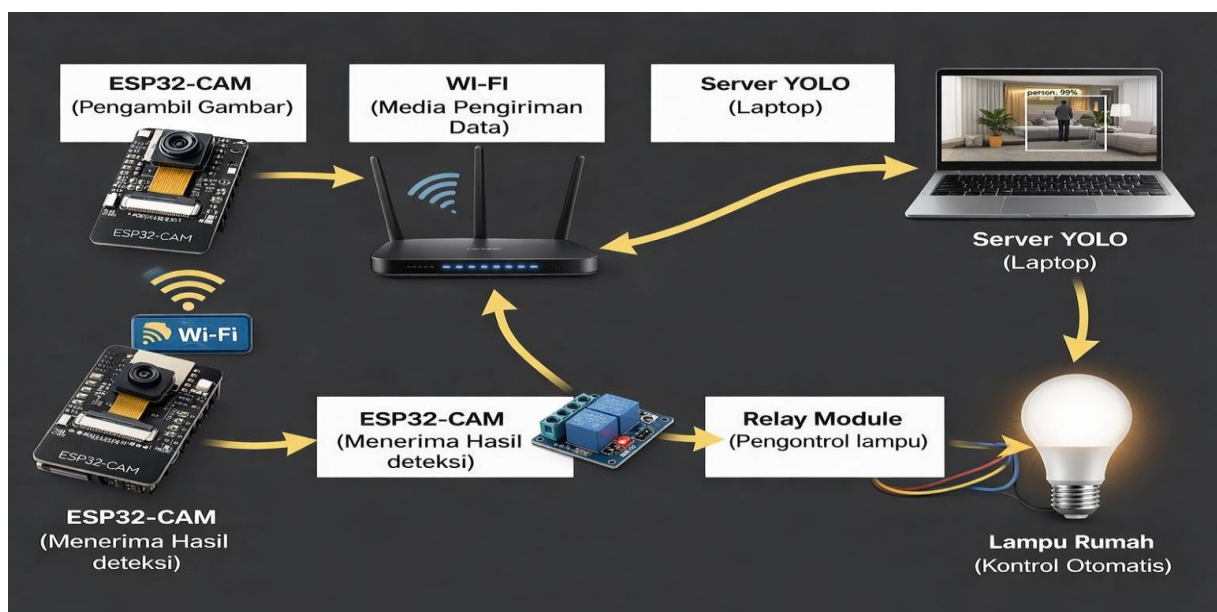 ESP32-CAM
(Pengambil Gambar)
WI-FI
(Media Pengiriman
Data)
Server YOLO
(Laptop)
person: 99%
ESP32-CAM
Server YOLO
(Laptop)
Wi-Fi
ESP32-CAM
ESP32-CAM
(Menerima Hasil
deteksi)
Relay Module
(Pengontrol lampu)
ESP32-CAM
(Menerima Hasil
deteksi)
Lampu Rumah
(Kontrol Otomatis)